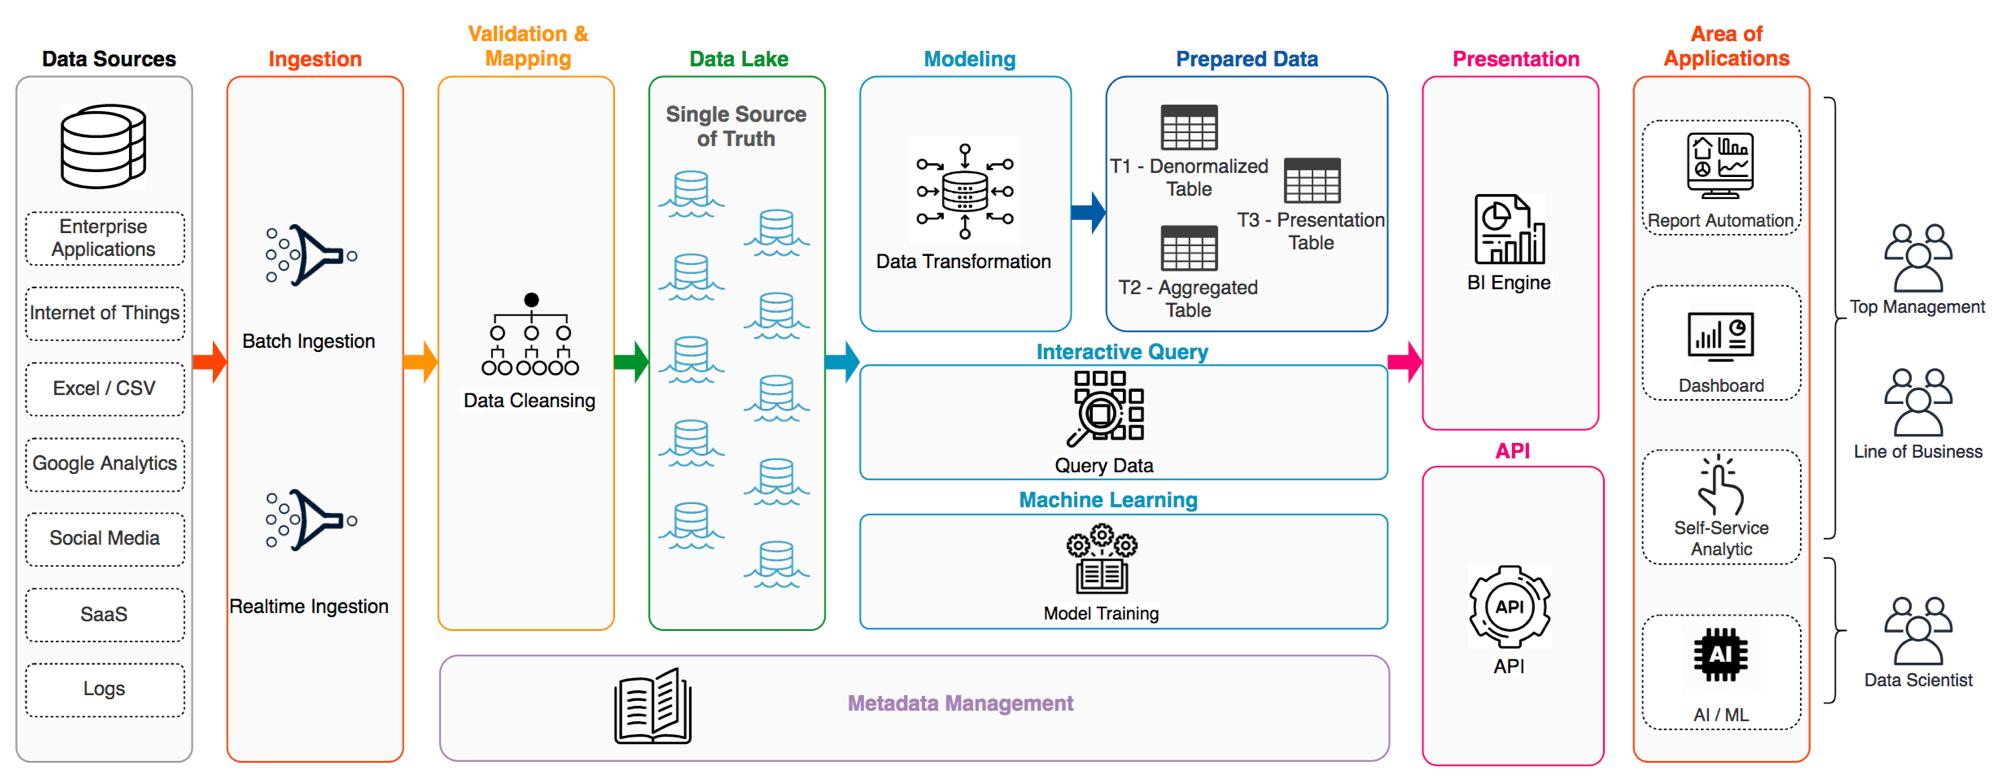 Data Sources
Enterprise
Applications
Internet of Things
Excel / CSV
Google Analytics
Social Media
SaaS
Logs
Ingestion
Batch Ingestion
Realtime Ingestion
Validation &
Mapping
Data Cleansing
Data Lake
Single Source
of Truth
Modeling
Data Transformation
Prepared Data
T1 - Denormalized
Table
T3 - Presentation
Table
T2 - Aggregated
Table
Interactive Query
Query Data
Machine Learning
Model Training
Metadata Management
Presentation
BI Engine
API
API
API
Area of
Applications
Report Automation
Dashboard
Self-Service
Analytic
AI
AI / ML
Top Management
Line of Business
Data Scientist